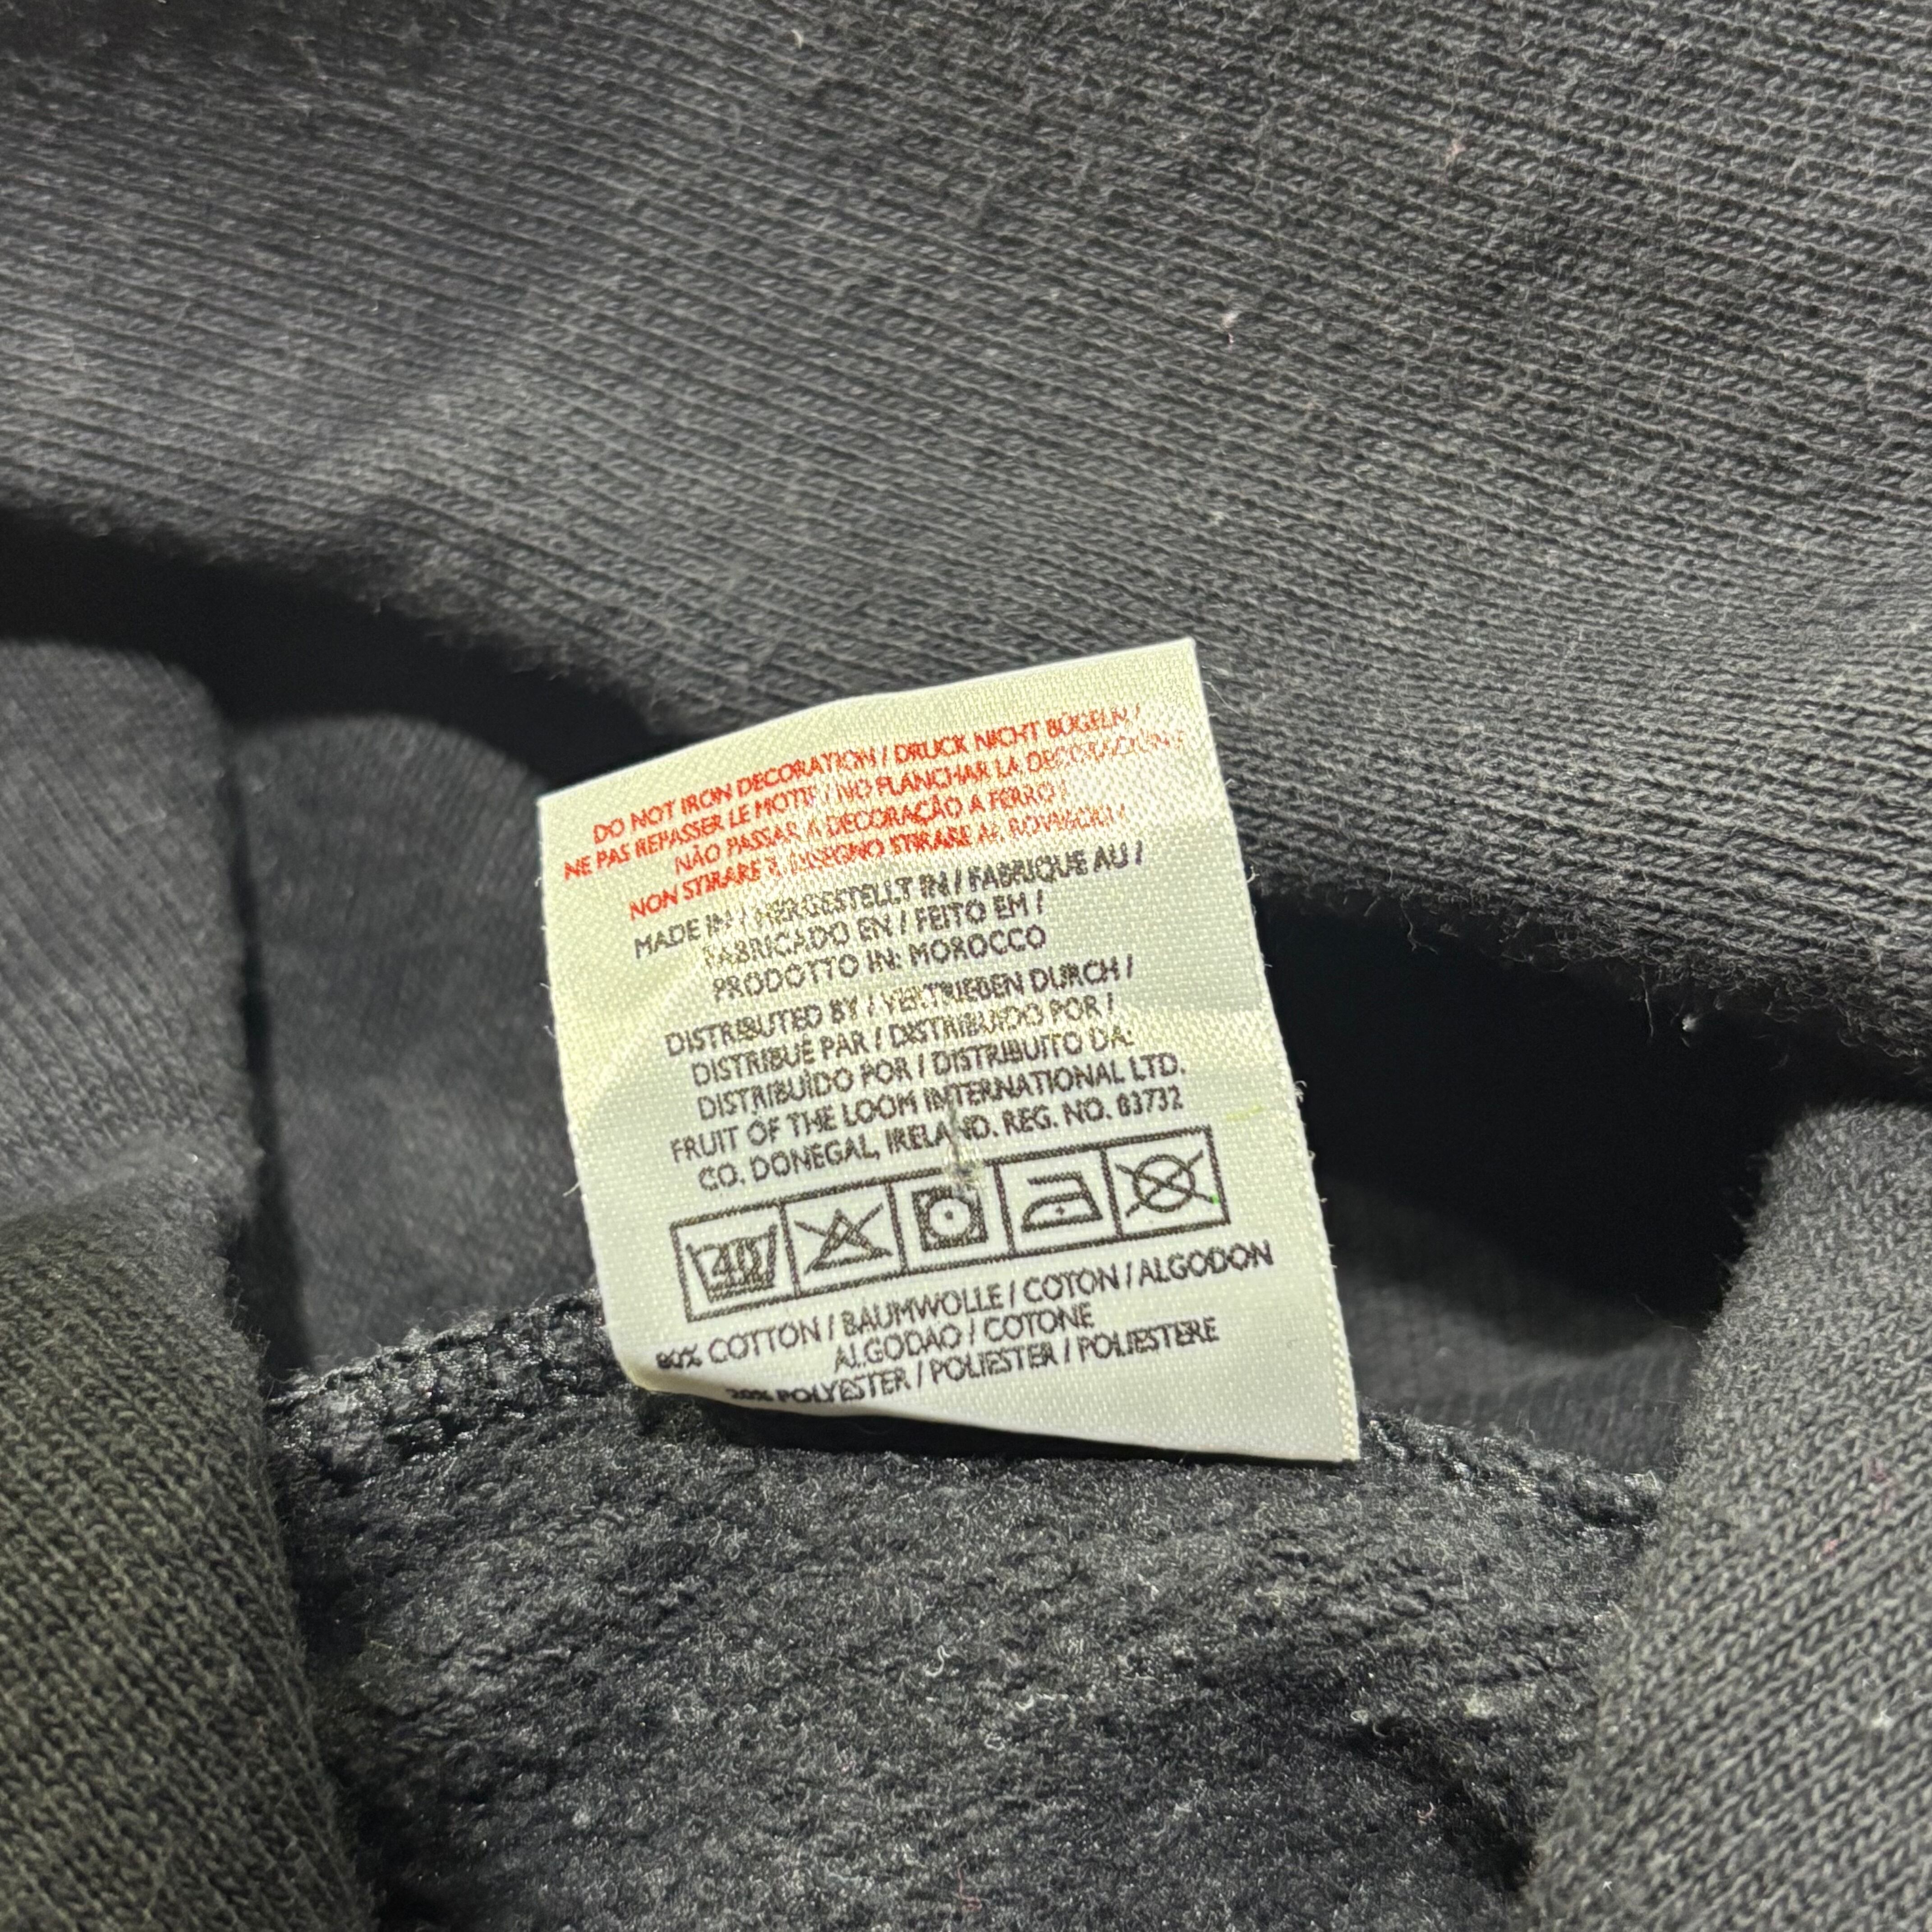 DO NOT IRON DECORATION / DRUCK NICHT BÜGELN /
NE PAS REPASSER LE MOTIF / NO PLANCHAR LA DECORACION /
NÃO PASSAR A DECORAÇÃO A FERRO /
NON STIRARE IL DISEGNO STIRARE AL ROVESCIO /
MADE IN / HERGESTELLT IN / FABRIQUE AU /
FABRICADO EN / FEITO EM /
PRODOTTO IN: MOROCCO
DISTRIBUTED BY / VERTRIEBEN DURCH /
DISTRIBUÉ PAR / DISTRIBUIDO POR /
DISTRIBUÍDO POR / DISTRIBUITO DA:
FRUIT OF THE LOOM INTERNATIONAL LTD.
CO. DONEGAL, IRELAND. REG. NO. 83732
40
80% COTTON / BAUMWOLLE / COTON / ALGODON
ALGODAO / COTONE
20% POLYESTER / POLIESTER / POLIESTERE